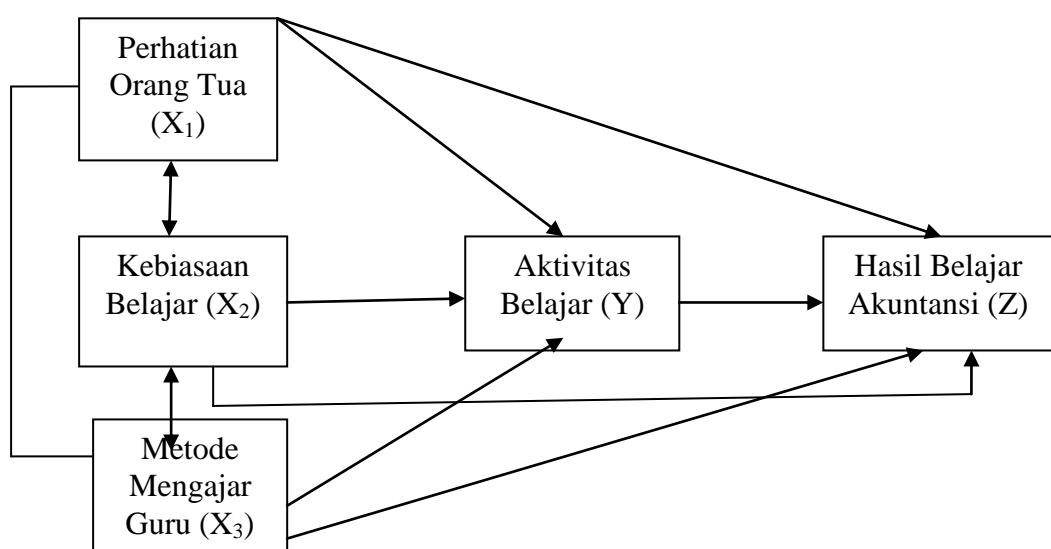 Perhatian
Orang Tua
(X₁)
Kebiasaan
Belajar (X₂)
Aktivitas
Belajar (Y)
Hasil Belajar
Akuntansi (Z)
Metode
Mengajar
Guru (X₃)